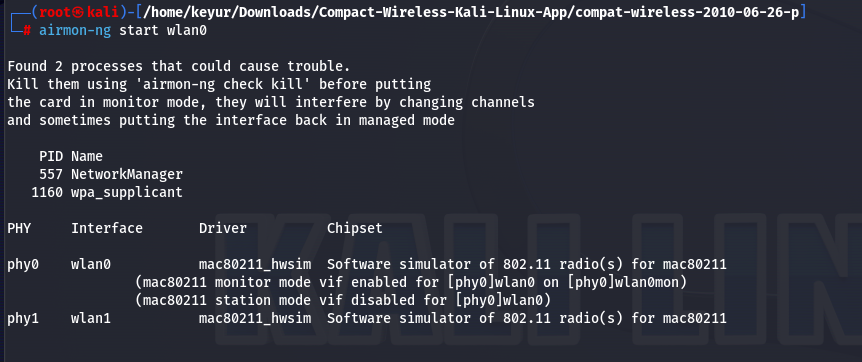 (root㉿kali)-[/home/keyur/Downloads/Compact-Wireless-Kali-Linux-App/compat-wireless-2010-06-26-p]
# airmon-ng start wlan0
Found 2 processes that could cause trouble.
Kill them using 'airmon-ng check kill' before putting
the card in monitor mode, they will interfere by changing channels
and sometimes putting the interface back in managed mode
PID Name
557 NetworkManager
1160 wpa_supplicant
PHY Interface Driver Chipset
phy0 wlan0 mac80211_hwsim Software simulator of 802.11 radio(s) for mac80211
(mac80211 monitor mode vif enabled for [phy0]wlan0 on [phy0]wlan0mon)
(mac80211 station mode vif disabled for [phy0]wlan0)
phy1 wlan1 mac80211_hwsim Software simulator of 802.11 radio(s) for mac80211
KALI LIN